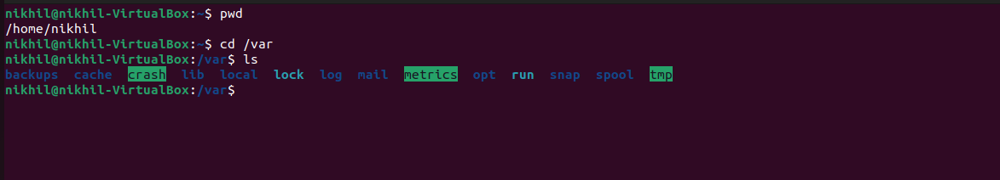 nikhil@nikhil-VirtualBox:~$ pwd
/home/nikhil
nikhil@nikhil-VirtualBox:~$ cd /var
nikhil@nikhil-VirtualBox:/var$ ls
backups  cache  crash  lib  local  lock  log  mail  metrics  opt  run  snap  spool  tmp
nikhil@nikhil-VirtualBox:/var$